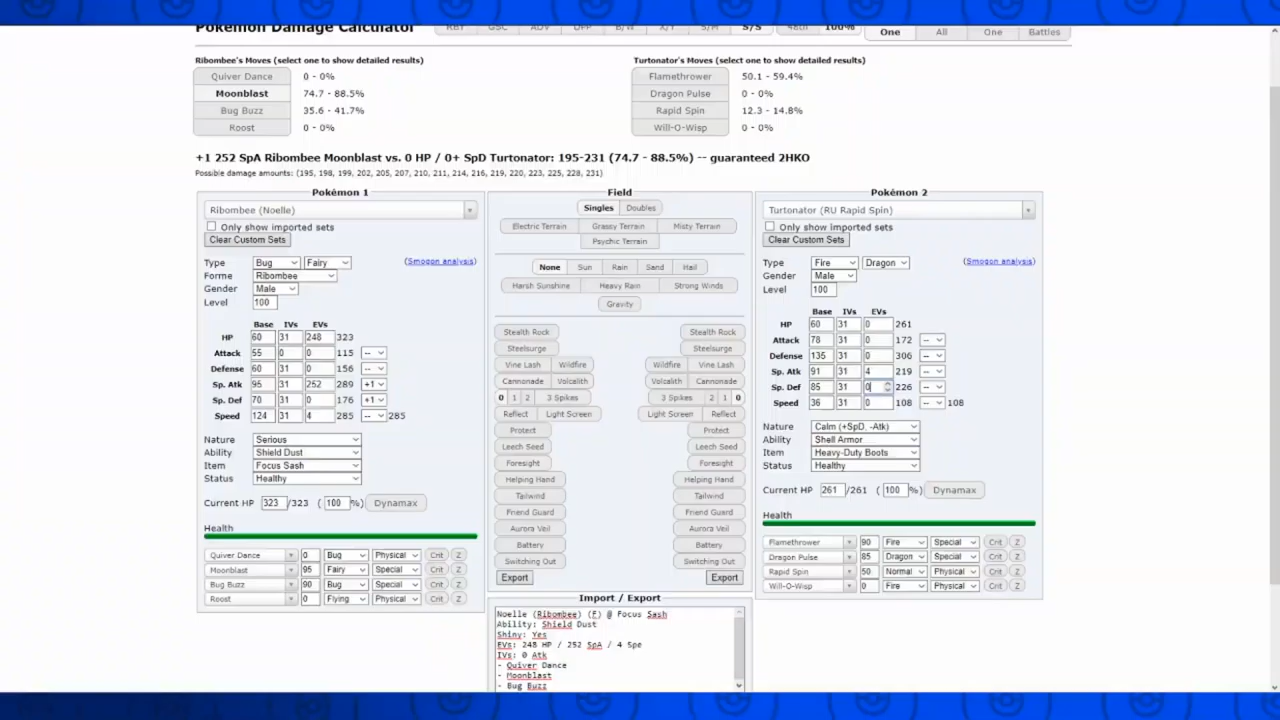 Pokémon Damage Calculator
RBY GSC ADV DPP B/W X/Y S/M S/S 48th 100% One All One Battles
Ribombee's Moves (select one to show detailed results)
Quiver Dance 0 - 0%
Moonblast 74.7 - 88.5%
Bug Buzz 35.6 - 41.7%
Roost 0 - 0%
Turtonator's Moves (select one to show detailed results)
Flamethrower 50.1 - 59.4%
Dragon Pulse 0 - 0%
Rapid Spin 12.3 - 14.8%
Will-O-Wisp 0 - 0%
+1 252 SpA Ribombee Moonblast vs. 0 HP / 0+ SpD Turtonator: 195-231 (74.7 - 88.5%) -- guaranteed 2HKO
Possible damage amounts: (195, 198, 199, 202, 205, 207, 210, 211, 214, 216, 219, 220, 223, 225, 228, 231)
Pokémon 1
Ribombee (Noelle)
Only show imported sets
Clear Custom Sets
Type Bug Fairy (Smogon analysis)
Forme Ribombee
Gender Male
Level 100
Base IVs EVs
HP 60 31 248 323
Attack 55 0 0 115 --
Defense 60 31 0 156 --
Sp. Atk 95 31 252 289 +1
Sp. Def 70 31 0 176 +1
Speed 124 31 4 285 -- 285
Nature Serious
Ability Shield Dust
Item Focus Sash
Status Healthy
Current HP 323 /323 ( 100 %) Dynamax
Health
Quiver Dance 0 Bug Physical Crit Z
Moonblast 95 Fairy Special Crit Z
Bug Buzz 90 Bug Special Crit Z
Roost 0 Flying Physical Crit Z
Field
Singles Doubles
Electric Terrain Grassy Terrain Misty Terrain
Psychic Terrain
None Sun Rain Sand Hail
Harsh Sunshine Heavy Rain Strong Winds
Gravity
Stealth Rock Stealth Rock
Steelsurge Steelsurge
Vine Lash Wildfire Wildfire Vine Lash
Cannonade Volcalith Volcalith Cannonade
0 1 2 3 Spikes 3 Spikes 2 1 0
Reflect Light Screen Light Screen Reflect
Protect Protect
Leech Seed Leech Seed
Foresight Foresight
Helping Hand Helping Hand
Tailwind Tailwind
Friend Guard Friend Guard
Aurora Veil Aurora Veil
Battery Battery
Switching Out Switching Out
Export Export
Import / Export
Noelle (Ribombee) (F) @ Focus Sash
Ability: Shield Dust
Shiny: Yes
EVs: 248 HP / 252 SpA / 4 Spe
IVs: 0 Atk
- Quiver Dance
- Moonblast
- Bug Buzz
Pokémon 2
Turtonator (RU Rapid Spin)
Only show imported sets
Clear Custom Sets
Type Fire Dragon (Smogon analysis)
Gender Male
Level 100
Base IVs EVs
HP 60 31 0 261
Attack 78 31 0 172 --
Defense 135 31 0 306 --
Sp. Atk 91 31 4 219 --
Sp. Def 85 31 0 226 --
Speed 36 31 0 108 -- 108
Nature Calm (+SpD, -Atk)
Ability Shell Armor
Item Heavy-Duty Boots
Status Healthy
Current HP 261 /261 ( 100 %) Dynamax
Health
Flamethrower 90 Fire Special Crit Z
Dragon Pulse 85 Dragon Special Crit Z
Rapid Spin 50 Normal Physical Crit Z
Will-O-Wisp 0 Fire Physical Crit Z